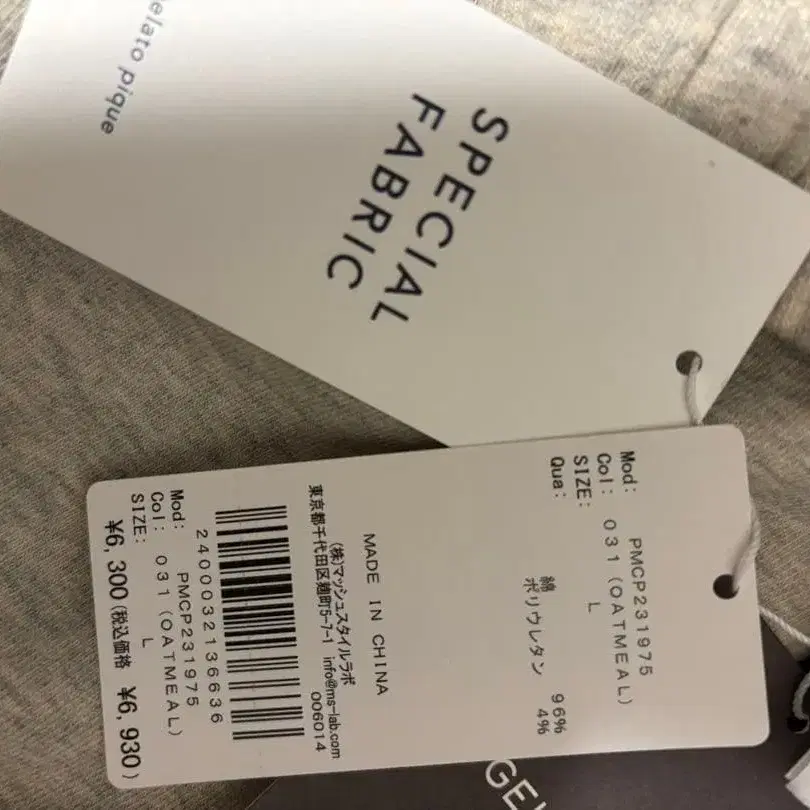 gelato pique
SPECIAL
FABRIC
Mod: PMCP231975
Col: 031 (OATMEAL)
SIZE: L
Qua:
綿 96%
ポリウレタン 4%
MADE IN CHINA
(株)マッシュスタイルラボ
東京都千代田区麹町5-7-1 info@ms-lab.com
006014
2400032136636
Mod: PMCP231975
Col: 031 (OATMEAL)
SIZE: L
¥6,300 (税込価格 ¥6,930)
GEL